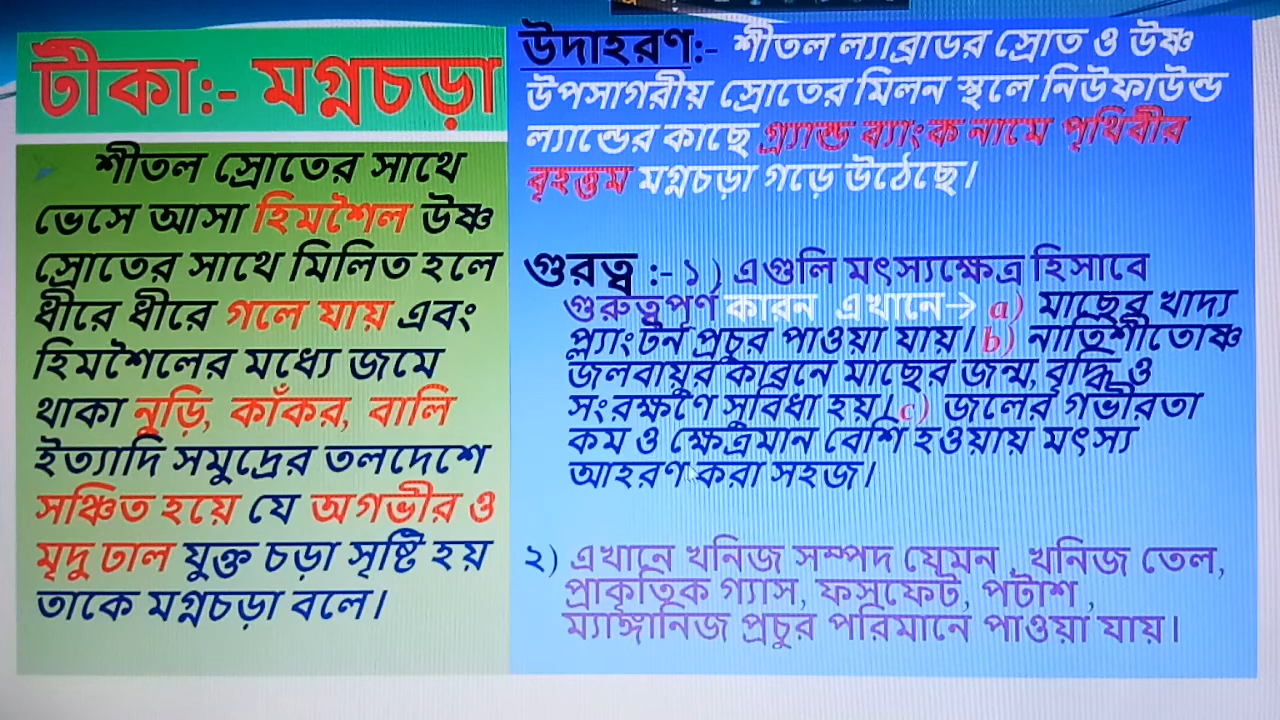 টীকা:- মগ্নচড়া
শীতল স্রোতের সাথে
ভেসে আসা হিমশৈল উষ্ণ
স্রোতের সাথে মিলিত হলে
ধীরে ধীরে গলে যায় এবং
হিমশৈলের মধ্যে জমে
থাকা নুড়ি, কাঁকর, বালি
ইত্যাদি সমুদ্রের তলদেশে
সঞ্চিত হয়ে যে অগভীর ও
মৃদু ঢাল যুক্ত চড়া সৃষ্টি হয়
তাকে মগ্নচড়া বলে।
উদাহরণ:- শীতল ল্যাব্রাডর স্রোত ও উষ্ণ
উপসাগরীয় স্রোতের মিলন স্থলে নিউফাউন্ড
ল্যান্ডের কাছে গ্র্যান্ড ব্যাংক নামে পৃথিবীর
বৃহত্তম মগ্নচড়া গড়ে উঠেছে।
গুরত্ব :- ১) এগুলি মৎস্যক্ষেত্র হিসাবে
গুরুত্বপূর্ণ কারন এখানে→ a) মাছের খাদ্য
প্ল্যাংটর্ন প্রচুর পাওয়া যায়। b) নাতিশীতোষ্ণ
জলবায়ুর কারনে মাছের জন্ম, বৃদ্ধি ও
সংরক্ষণে সুবিধা হয়। c) জলের গভীরতা
কম ও ক্ষেত্রমান বেশি হওয়ায় মৎস্য
আহরণ করা সহজ।
২) এখানে খনিজ সম্পদ যেমন , খনিজ তেল,
প্রাকৃতিক গ্যাস, ফসফেট, পটাশ ,
ম্যাঙ্গানিজ প্রচুর পরিমানে পাওয়া যায়।